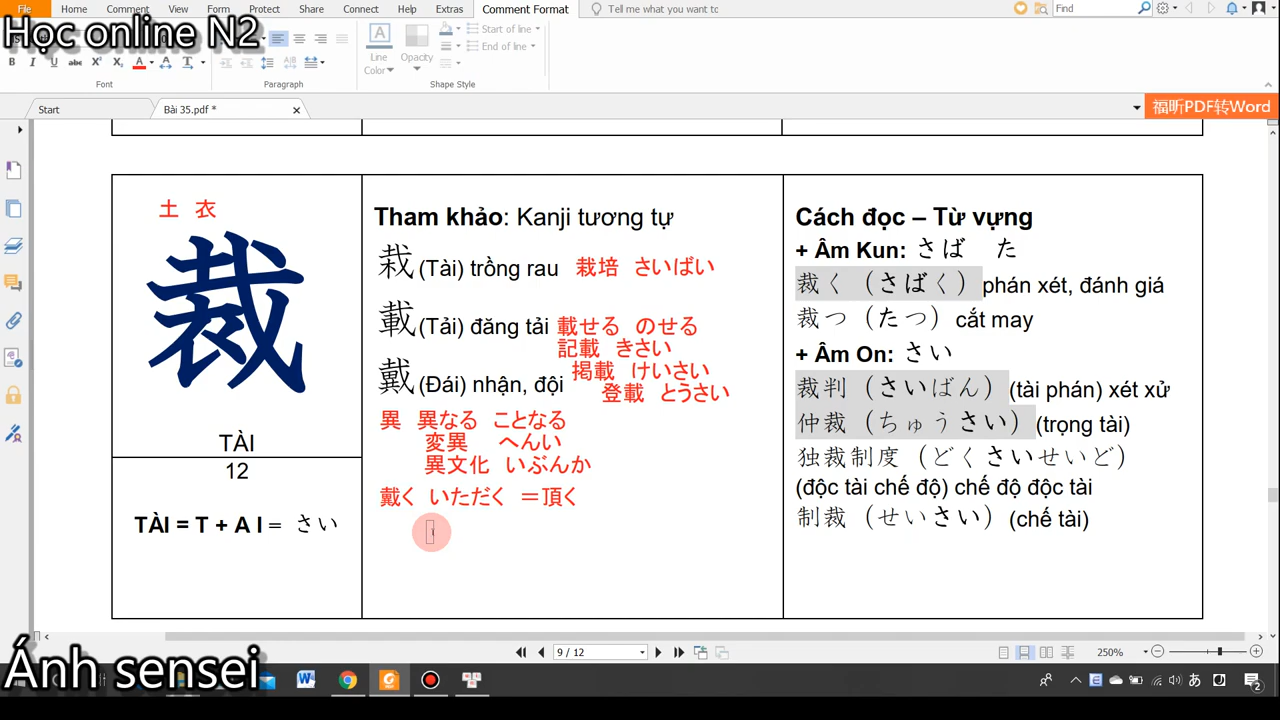 File Home Comment View Form Protect Share Connect Help Extras Comment Format Tell me what you want to Find
Học online N2
B I U abc X² X₂ A A T
Line Color Opacity Start of line End of line
Font Paragraph Shape Style
Start Bài 35.pdf * 福昕PDF转Word
土 衣
裁
TÀI
12
TÀI = T + A I = さい
Tham khảo: Kanji tương tự
栽 (Tài) trồng rau 栽培 さいばい
載 (Tải) đăng tải 載せる のせる
記載 きさい
掲載 けいさい
戴 (Đái) nhận, đội 登載 とうさい
異 異なる ことなる
変異 へんい
異文化 いぶんか
戴く いただく ＝頂く
Cách đọc – Từ vựng
+ Âm Kun: さば た
裁く（さばく） phán xét, đánh giá
裁つ（たつ）cắt may
+ Âm On: さい
裁判（さいばん）(tài phán) xét xử
仲裁（ちゅうさい）(trọng tài)
独裁制度（どくさいせいど）
(độc tài chế độ) chế độ độc tài
制裁（せいさい）(chế tài)
9 / 12 250%
Ánh sensei
あ 2